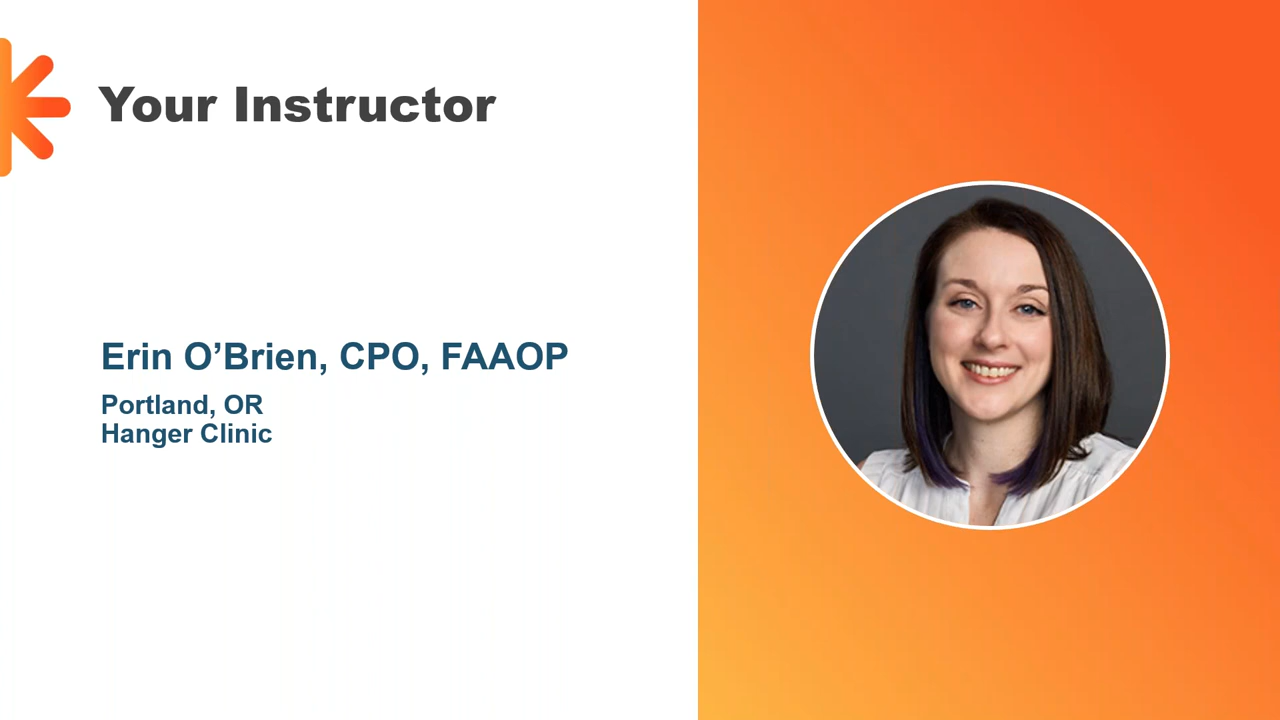 Your Instructor
Erin O’Brien, CPO, FAAOP
Portland, OR
Hanger Clinic